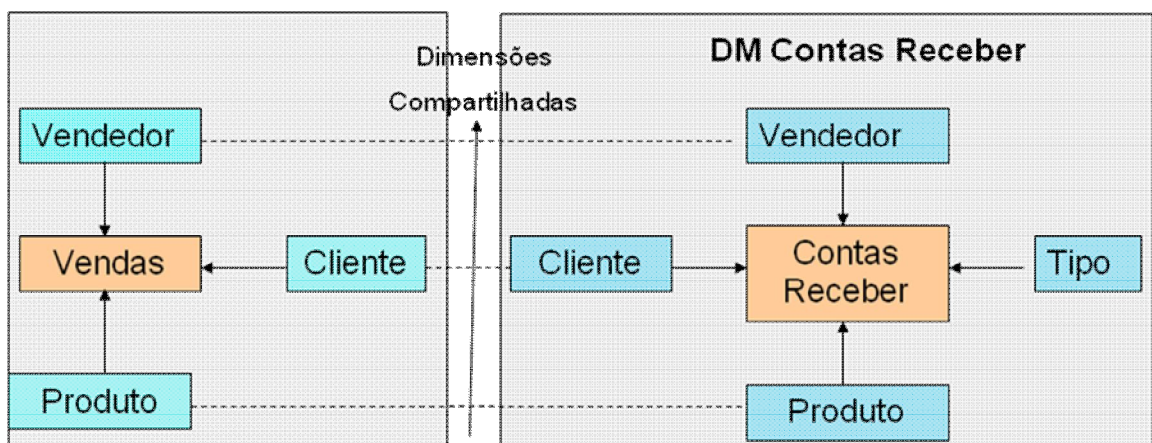 DM Contas Receber
Dimensões
Compartilhadas
Vendedor
Vendas
Cliente
Produto
Vendedor
Cliente
Contas
Receber
Tipo
Produto